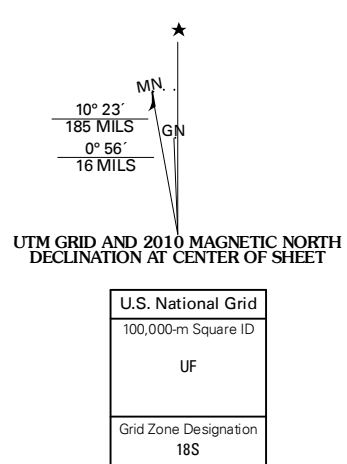 ★
MN
10° 23´
185 MILS
GN
0° 56´
16 MILS
UTM GRID AND 2010 MAGNETIC NORTH
DECLINATION AT CENTER OF SHEET
U.S. National Grid
100,000-m Square ID
UF
Grid Zone Designation
18S